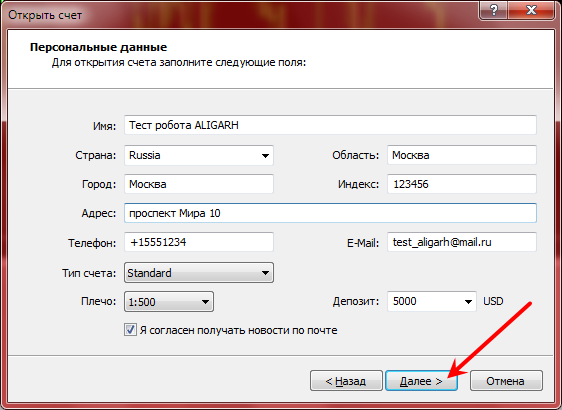 Открыть счет
Персональные данные
Для открытия счета заполните следующие поля:
Имя: Тест робота ALIGARH
Страна: Russia Область: Москва
Город: Москва Индекс: 123456
Адрес: проспект Мира 10
Телефон: +15551234 E-Mail: test_aligarh@mail.ru
Тип счета: Standard
Плечо: 1:500 Депозит: 5000 USD
Я согласен получать новости по почте
< Назад Далее > Отмена